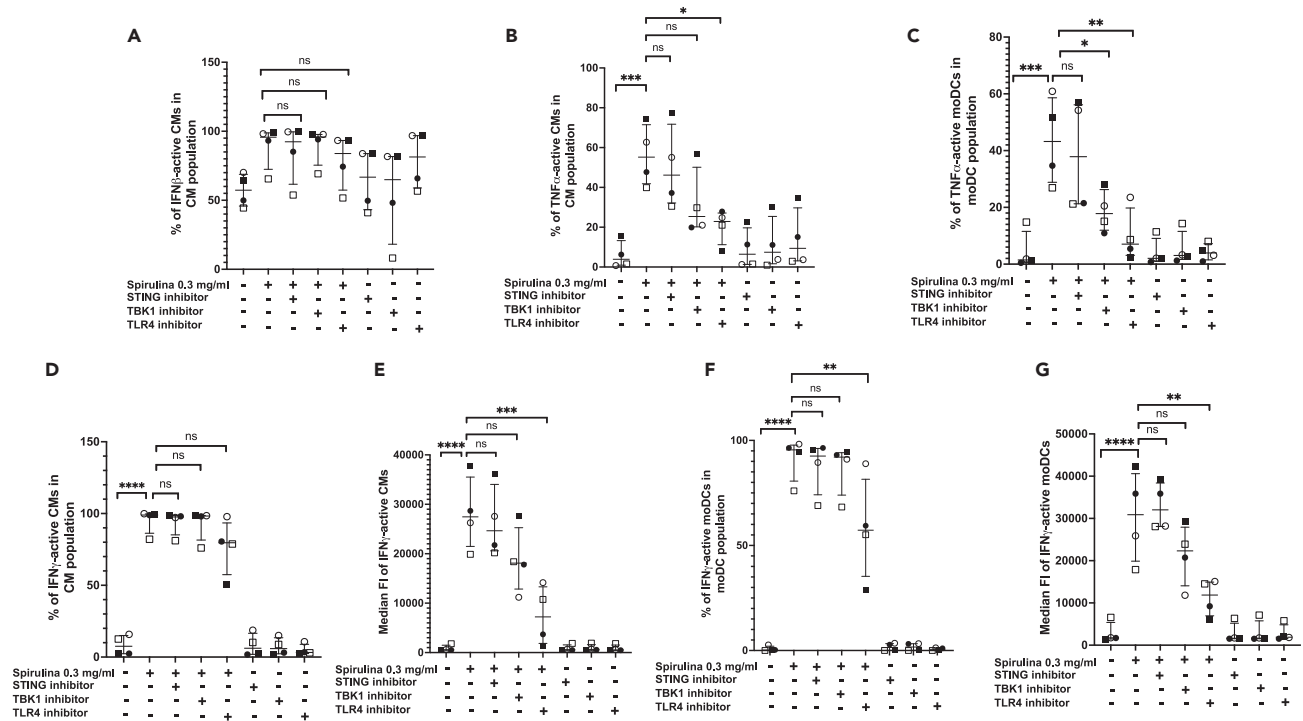 A
% of IFNβ-active CMs in
CM population
150
100
50
0
ns
ns
ns
Spirulina 0.3 mg/ml - + + + + - - -
STING inhibitor - - + - - + - -
TBK1 inhibitor - - - + - - + -
TLR4 inhibitor - - - - + - - +
B
% of TNFα-active CMs in
CM population
100
80
60
40
20
0
*
ns
ns
***
Spirulina 0.3 mg/ml - + + + + - - -
STING inhibitor - - + - - + - -
TBK1 inhibitor - - - + - - + -
TLR4 inhibitor - - - - + - - +
C
% of TNFα-active moDCs in
moDC population
80
60
40
20
0
**
*
*** ns
Spirulina 0.3 mg/ml - + + + + - - -
STING inhibitor - - + - - + - -
TBK1 inhibitor - - - + - - + -
TLR4 inhibitor - - - - + - - +
D
% of IFNγ-active CMs in
CM population
150
100
50
0
ns
ns
**** ns
Spirulina 0.3 mg/ml - + + + + - - -
STING inhibitor - - + - - + - -
TBK1 inhibitor - - - + - - + -
TLR4 inhibitor - - - - + - - +
E
Median FI of IFNγ-active CMs
40000
30000
20000
10000
0
***
ns
**** ns
Spirulina 0.3 mg/ml - + + + + - - -
STING inhibitor - - + - - + - -
TBK1 inhibitor - - - + - - + -
TLR4 inhibitor - - - - + - - +
F
% of IFNγ-active moDCs in
moDC population
100
50
0
**
ns
ns
****
Spirulina 0.3 mg/ml - + + + + - - -
STING inhibitor - - + - - + - -
TBK1 inhibitor - - - + - - + -
TLR4 inhibitor - - - - + - - +
G
Median FI of IFNγ-active moDCs
50000
40000
30000
20000
10000
0
**
ns
**** ns
Spirulina 0.3 mg/ml - + + + + - - -
STING inhibitor - - + - - + - -
TBK1 inhibitor - - - + - - + -
TLR4 inhibitor - - - - + - - +